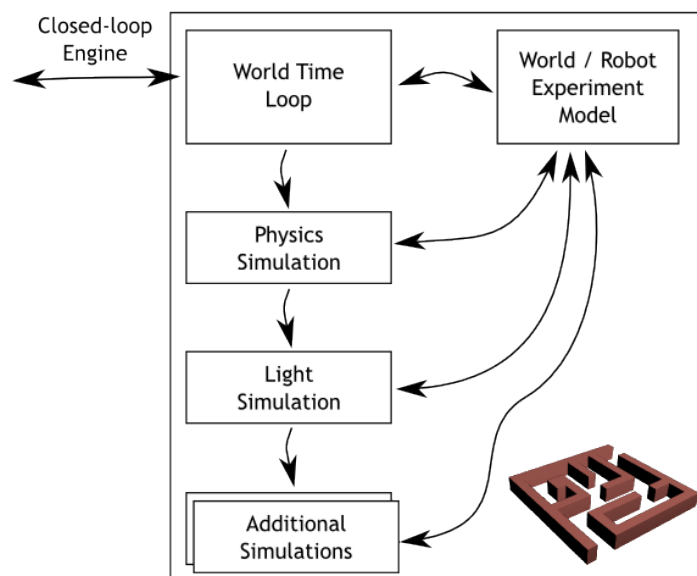 Closed-loop
Engine
World Time
Loop
World / Robot
Experiment
Model
Physics
Simulation
Light
Simulation
Additional
Simulations